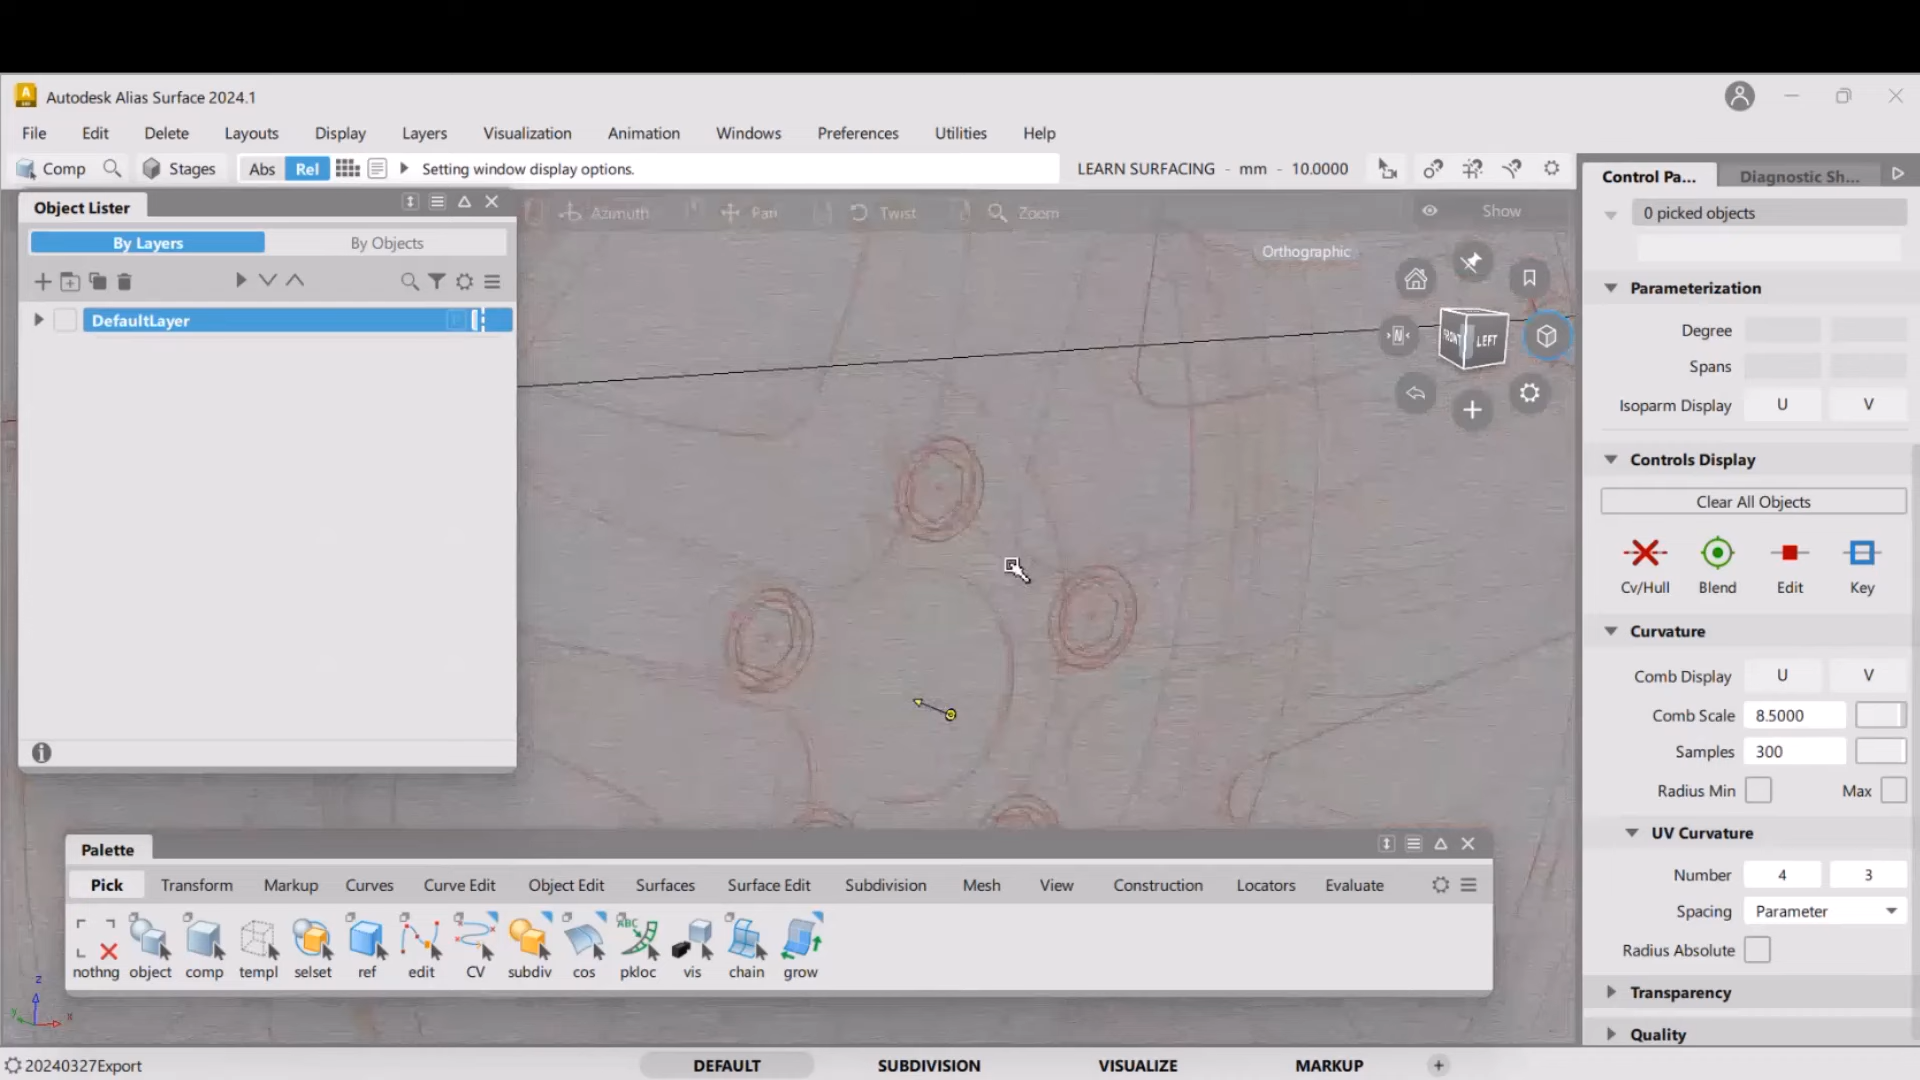 Autodesk Alias Surface 2024.1
File Edit Delete Layouts Display Layers Visualization Animation Windows Preferences Utilities Help
Comp Stages Abs Rel Setting window display options. LEARN SURFACING - mm - 10.0000
Control Pa... Diagnostic Sh...
0 picked objects
Object Lister
By Layers By Objects
DefaultLayer
Azimuth Pan Twist Zoom Show
Orthographic
FRONT LEFT
N
Parameterization
Degree
Spans
Isoparm Display U V
Controls Display
Clear All Objects
Cv/Hull Blend Edit Key
Curvature
Comb Display U V
Comb Scale 8.5000
Samples 300
Radius Min Max
UV Curvature
Number 4 3
Spacing Parameter
Radius Absolute
Transparency
Quality
Palette
Pick Transform Markup Curves Curve Edit Object Edit Surfaces Surface Edit Subdivision Mesh View Construction Locators Evaluate
ABC
nothng object comp templ selset ref edit CV subdiv cos pkloc vis chain grow
z
y x
20240327Export DEFAULT SUBDIVISION VISUALIZE MARKUP +